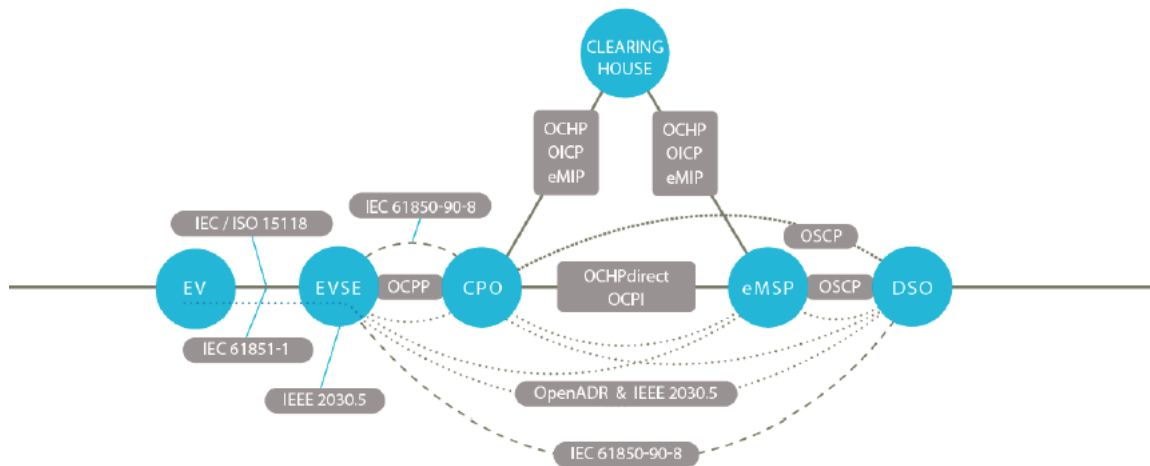 CLEARING
HOUSE
OCHP
OICP
eMIP
OCHP
OICP
eMIP
IEC 61850-90-8
IEC / ISO 15118
OSCP
EV
EVSE
OCPP
CPO
OCHPdirect
OCPI
eMSP
OSCP
DSO
IEC 61851-1
IEEE 2030.5
OpenADR & IEEE 2030.5
IEC 61850-90-8